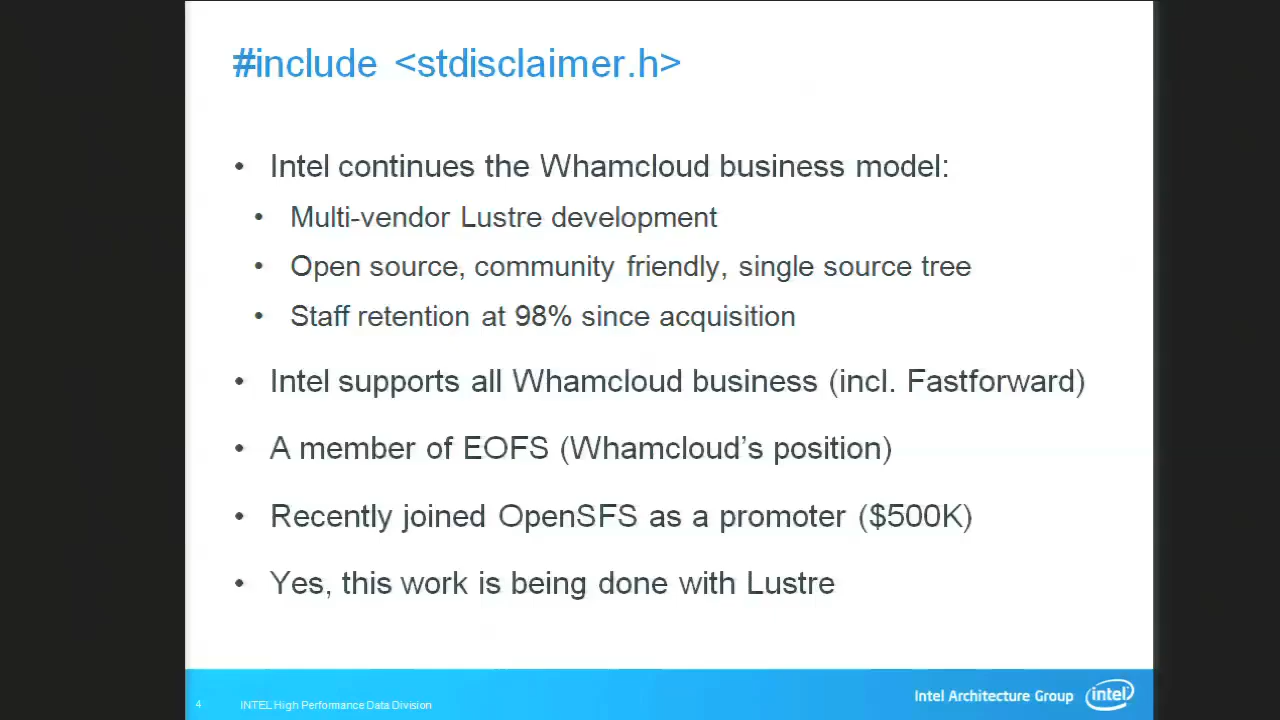 #include <stdisclaimer.h>
• Intel continues the Whamcloud business model:
• Multi-vendor Lustre development
• Open source, community friendly, single source tree
• Staff retention at 98% since acquisition
• Intel supports all Whamcloud business (incl. Fastforward)
• A member of EOFS (Whamcloud’s position)
• Recently joined OpenSFS as a promoter ($500K)
• Yes, this work is being done with Lustre
4 INTEL High Performance Data Division
Intel Architecture Group intel